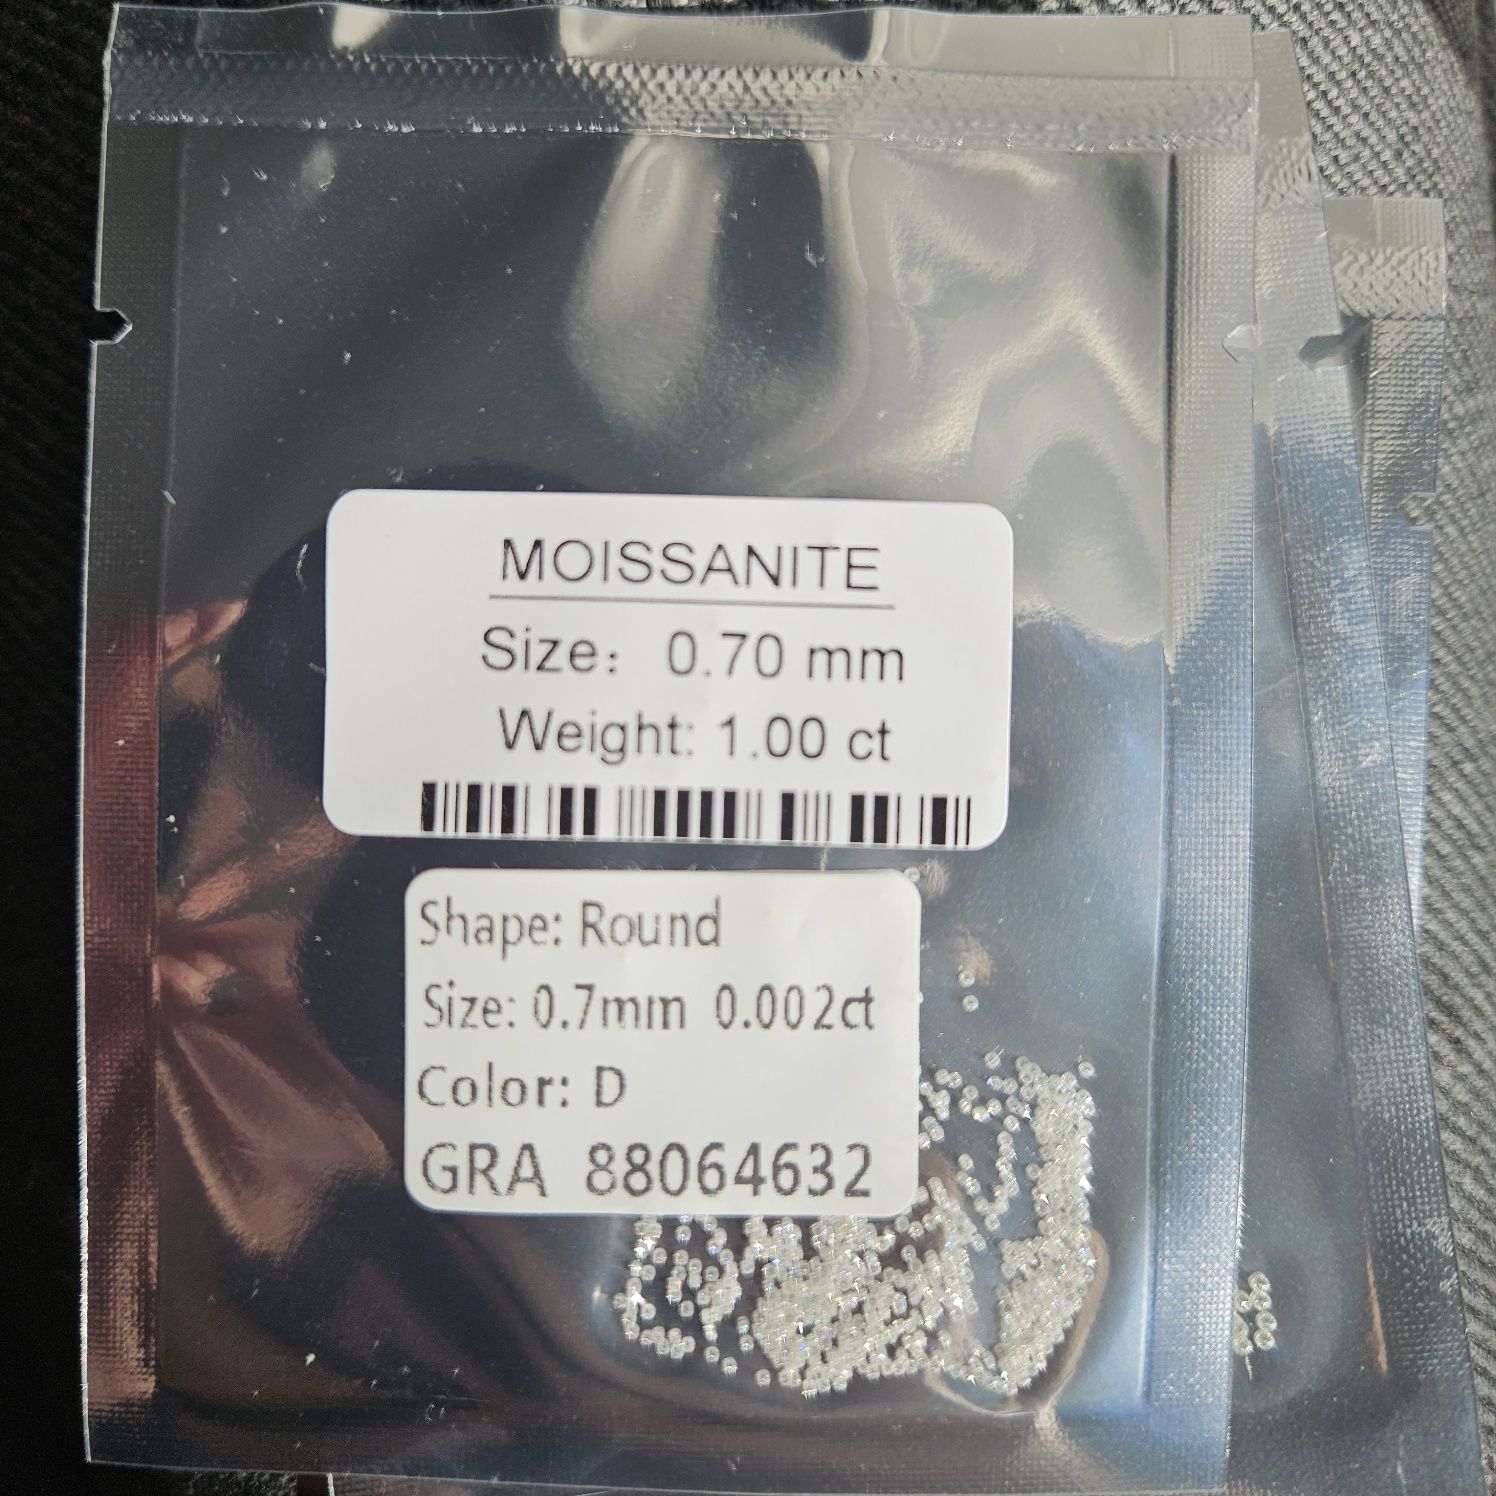 MOISSANITE
Size: 0.70 mm
Weight: 1.00 ct
Shape: Round
Size: 0.7mm 0.002ct
Color: D
GRA 88064632